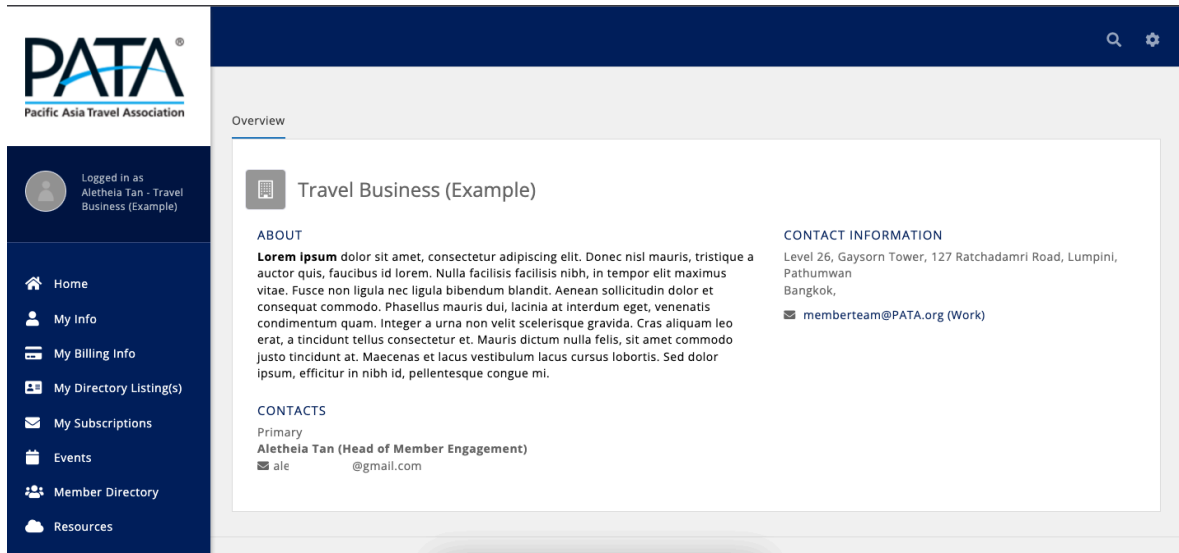 PATA®
Pacific Asia Travel Association
Logged in as
Aletheia Tan - Travel
Business (Example)
Home
My Info
My Billing Info
My Directory Listing(s)
My Subscriptions
Events
Member Directory
Resources
Overview
Travel Business (Example)
ABOUT
Lorem ipsum dolor sit amet, consectetur adipiscing elit. Donec nisl mauris, tristique a
auctor quis, faucibus id lorem. Nulla facilisis facilisis nibh, in tempor elit maximus
vitae. Fusce non ligula nec ligula bibendum blandit. Aenean sollicitudin dolor et
consequat commodo. Phasellus mauris dui, lacinia at interdum eget, venenatis
condimentum quam. Integer a urna non velit scelerisque gravida. Cras aliquam leo
erat, a tincidunt tellus consectetur et. Mauris dictum nulla felis, sit amet commodo
justo tincidunt at. Maecenas et lacus vestibulum lacus cursus lobortis. Sed dolor
ipsum, efficitur in nibh id, pellentesque congue mi.
CONTACTS
Primary
Aletheia Tan (Head of Member Engagement)
ale @gmail.com
CONTACT INFORMATION
Level 26, Gaysorn Tower, 127 Ratchadamri Road, Lumpini,
Pathumwan
Bangkok,
memberteam@PATA.org (Work)